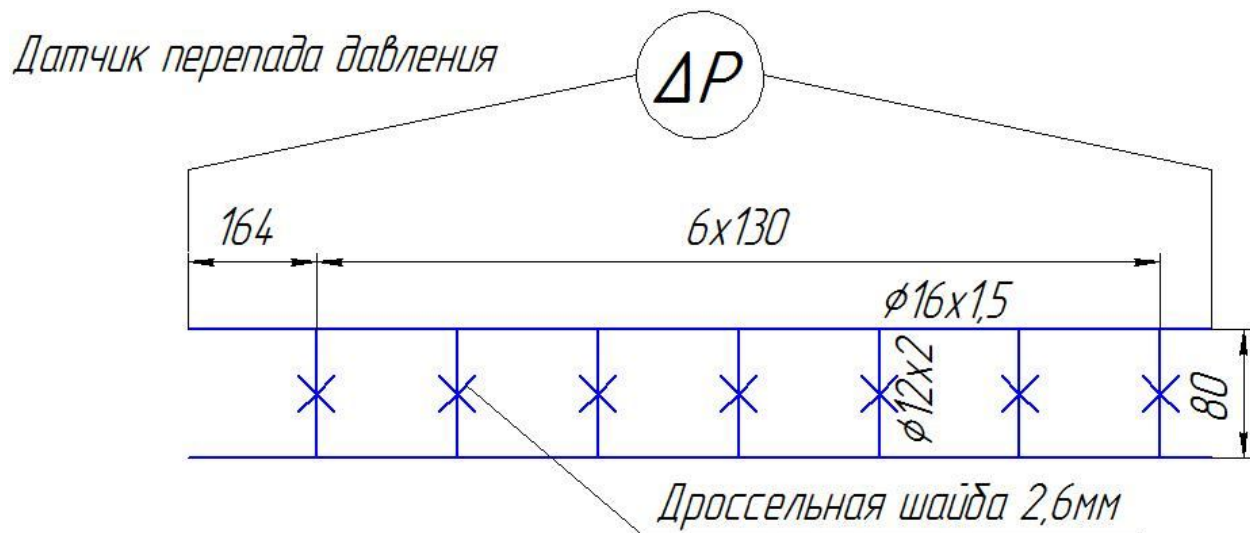 Датчик перепада давления
ΔP
164
6x130
ϕ16x1,5
ϕ12x2
80
Дроссельная шайба 2,6мм